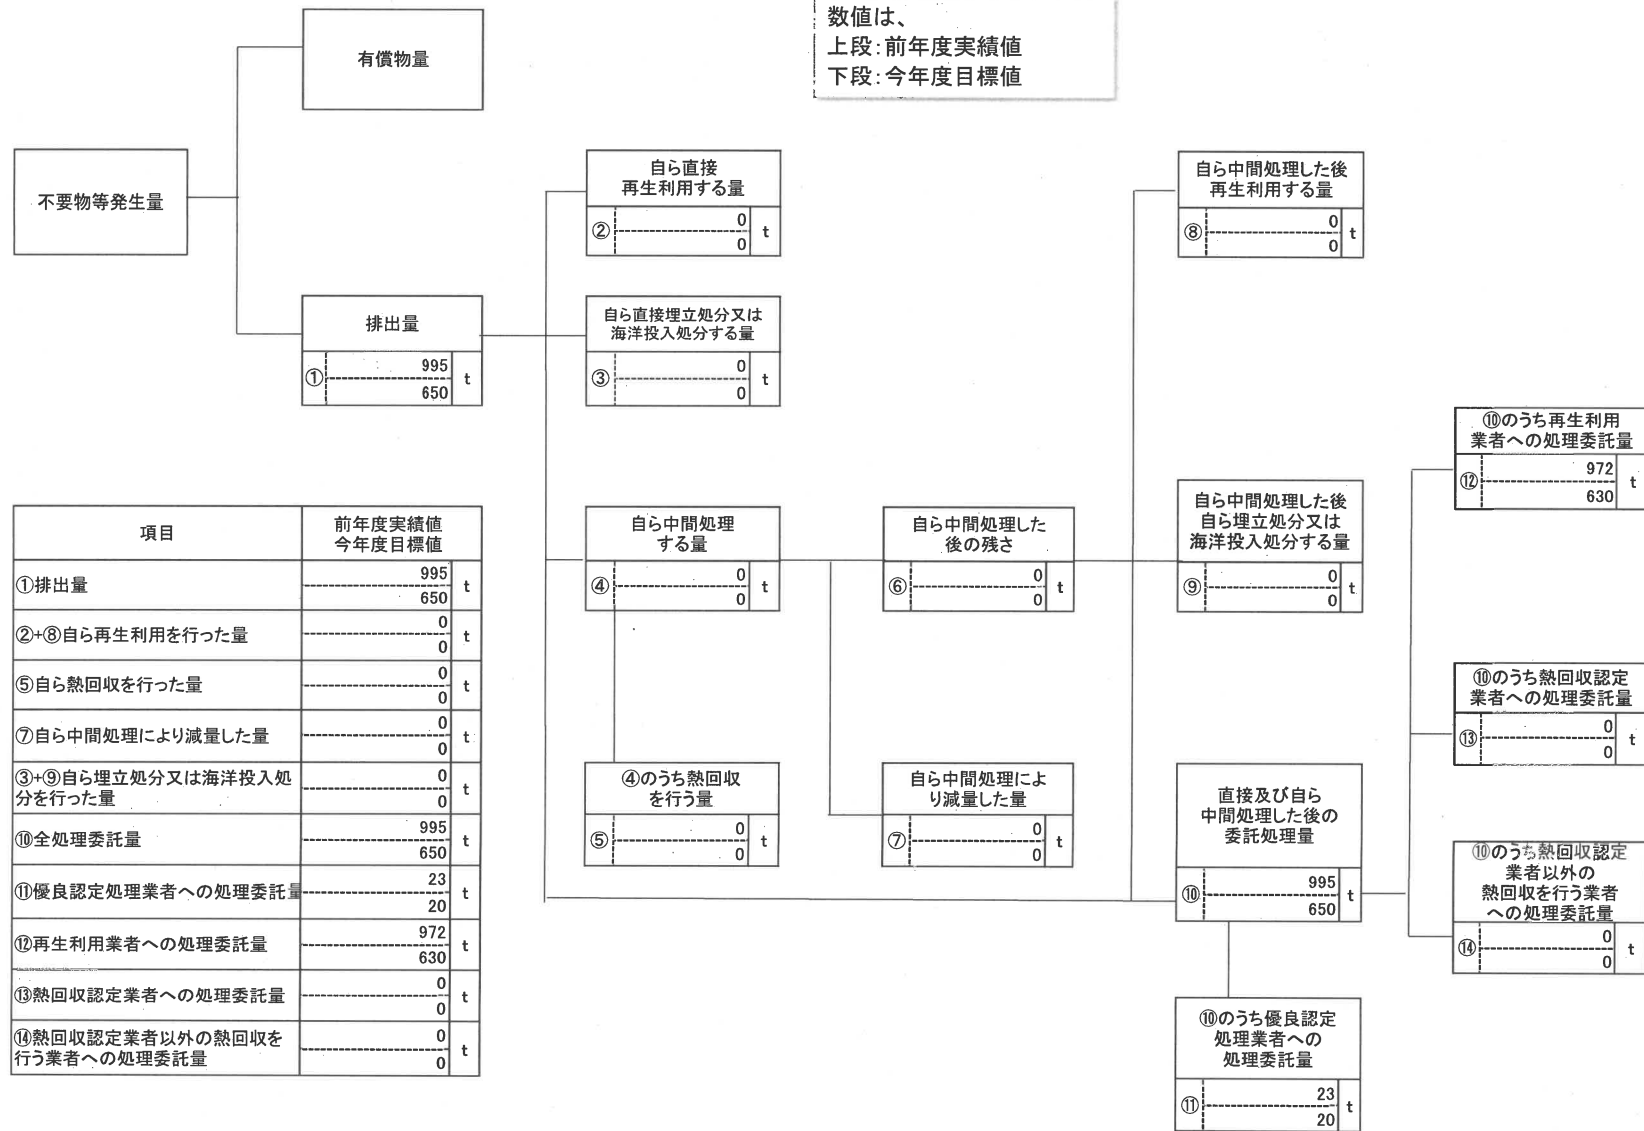 数値は、
上段:前年度実績値
下段:今年度目標値
有償物量
不要物等発生量
排出量
①
995
650
t
自ら直接
再生利用する量
②
0
0
t
自ら直接埋立処分又は
海洋投入処分する量
③
0
0
t
自ら中間処理
する量
④
0
0
t
④のうち熱回収
を行う量
⑤
0
0
t
自ら中間処理した
後の残さ
⑥
0
0
t
自ら中間処理によ
り減量した量
⑦
0
0
t
自ら中間処理した後
再生利用する量
⑧
0
0
t
自ら中間処理した後
自ら埋立処分又は
海洋投入処分する量
⑨
0
0
t
直接及び自ら
中間処理した後の
委託処理量
⑩
995
650
t
⑩のうち優良認定
処理業者への
処理委託量
⑪
23
20
t
⑩のうち再生利用
業者への処理委託量
⑫
972
630
t
⑩のうち熱回収認定
業者への処理委託量
⑬
0
0
t
⑩のうち熱回収認定
業者以外の
熱回収を行う業者
への処理委託量
⑭
0
0
t
項目
前年度実績値
今年度目標値
①排出量
995
650
t
②+⑧自ら再生利用を行った量
0
0
t
⑤自ら熱回収を行った量
0
0
t
⑦自ら中間処理により減量した量
0
0
t
③+⑨自ら埋立処分又は海洋投入処
分を行った量
0
0
t
⑩全処理委託量
995
650
t
⑪優良認定処理業者への処理委託量
23
20
t
⑫再生利用業者への処理委託量
972
630
t
⑬熱回収認定業者への処理委託量
0
0
t
⑭熱回収認定業者以外の熱回収を
行う業者への処理委託量
0
0
t